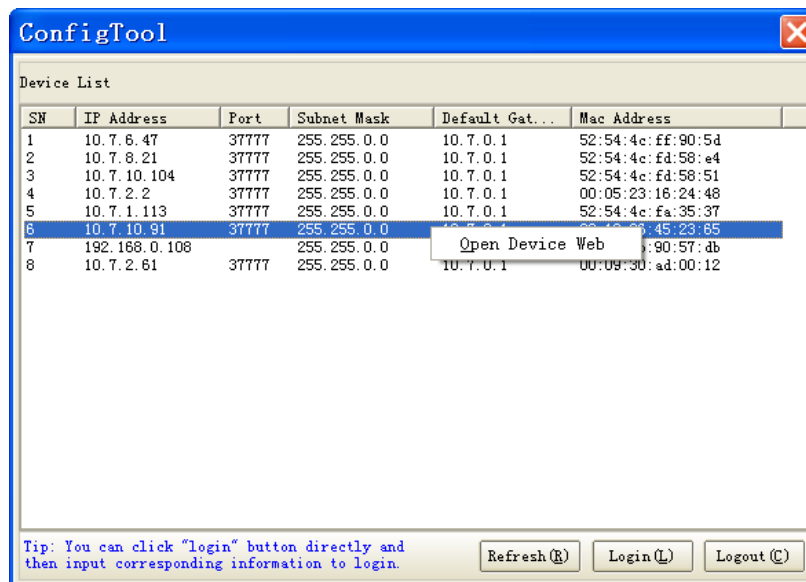 ConfigTool
Device List
SN IP Address Port Subnet Mask Default Gat... Mac Address
1 10.7.6.47 37777 255.255.0.0 10.7.0.1 52:54:4c:ff:90:5d
2 10.7.8.21 37777 255.255.0.0 10.7.0.1 52:54:4c:fd:58:e4
3 10.7.10.104 37777 255.255.0.0 10.7.0.1 52:54:4c:fd:58:51
4 10.7.2.2 37777 255.255.0.0 10.7.0.1 00:05:23:16:24:48
5 10.7.1.113 37777 255.255.0.0 10.7.0.1 52:54:4c:fa:35:37
6 10.7.10.91 37777 255.255.0.0 :45:23:65
Open Device Web
7 192.168.0.108 255.255.0.0 :90:57:db
8 10.7.2.61 37777 255.255.0.0 10.7.0.1 00:09:30:ad:00:12
Tip: You can click "login" button directly and
then input corresponding information to login.
Refresh(R) Login(L) Logout(C)